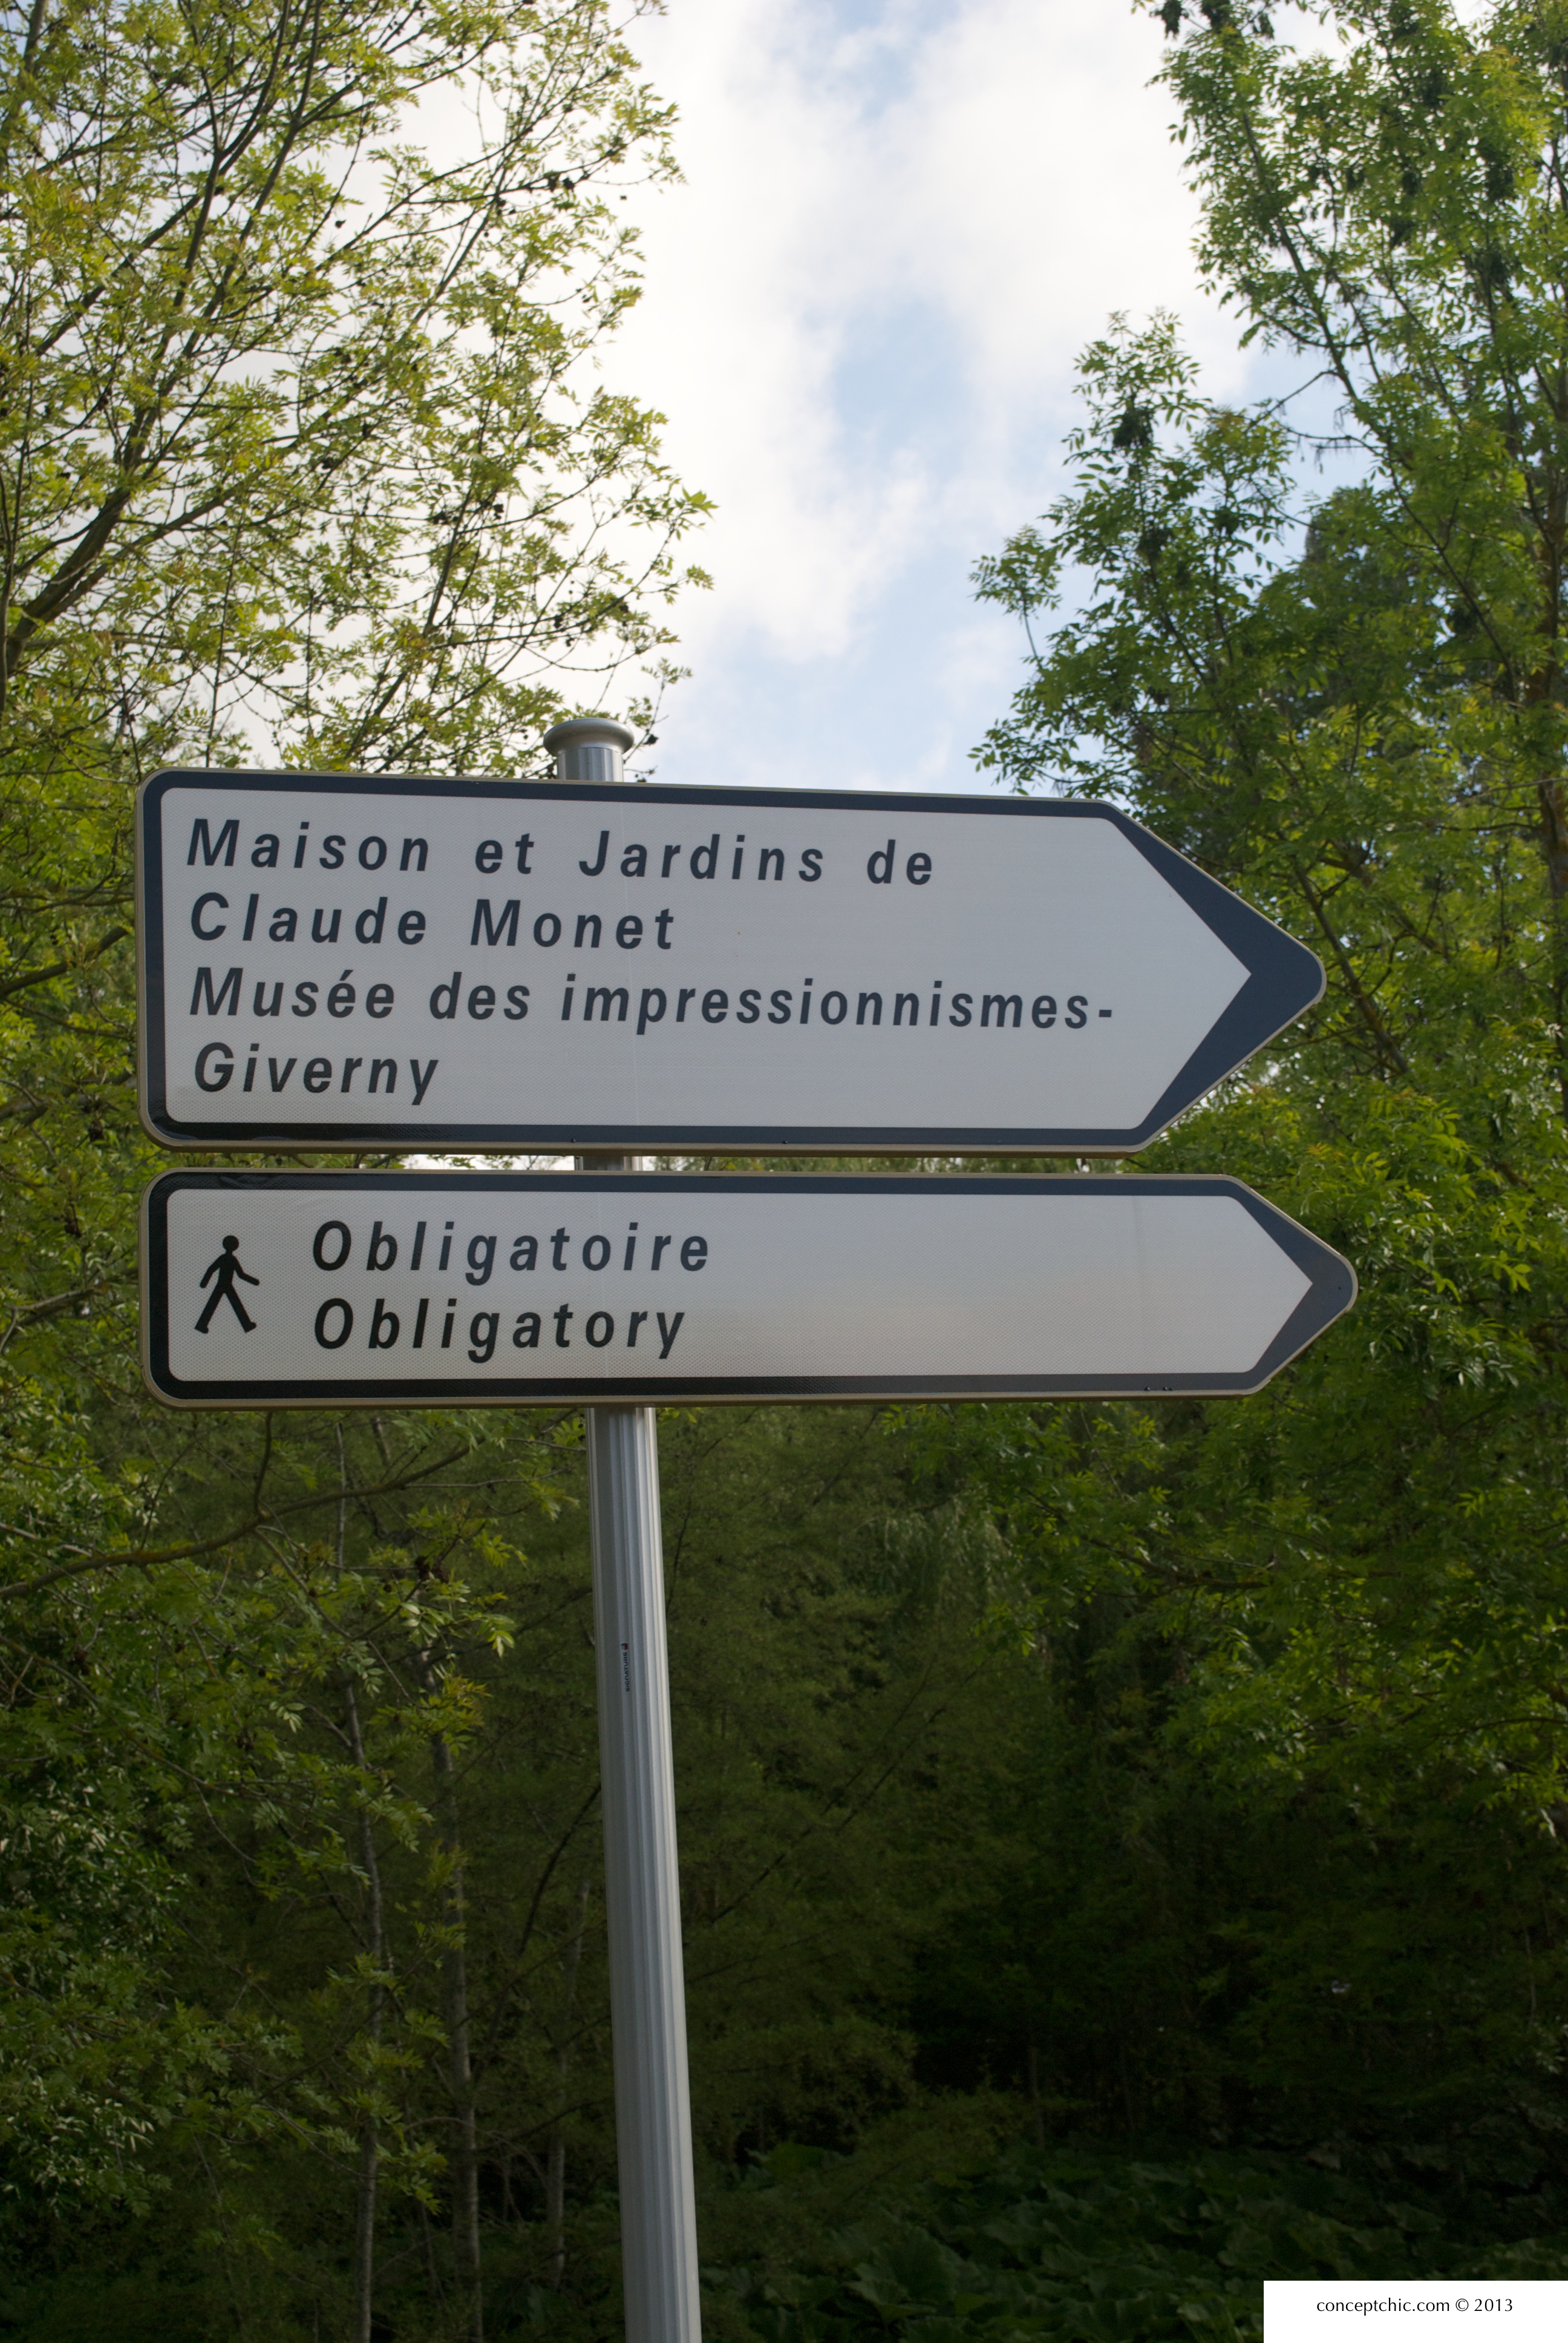 Maison et Jardins de
Claude Monet
Musée des impressionnismes-
Giverny
Obligatoire
Obligatory
conceptchic.com © 2013